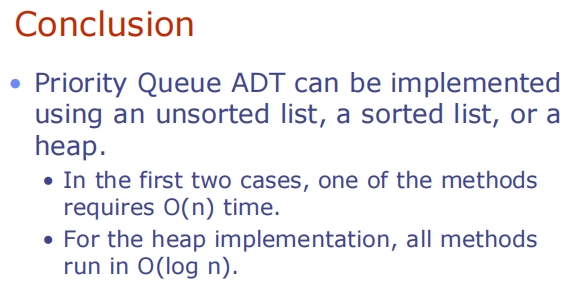 Conclusion
• Priority Queue ADT can be implemented
using an unsorted list, a sorted list, or a
heap.
• In the first two cases, one of the methods
requires O(n) time.
• For the heap implementation, all methods
run in O(log n).